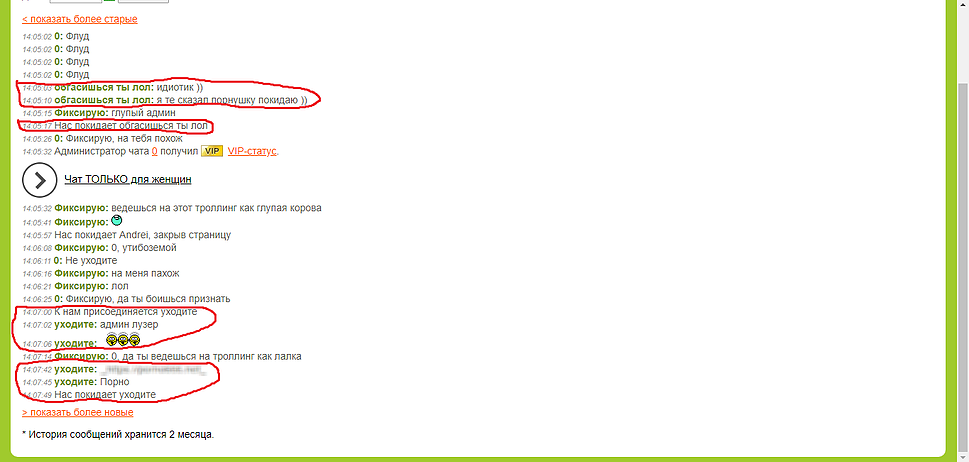 < показать более старые
14:05:02 0: Флуд
14:05:02 0: Флуд
14:05:02 0: Флуд
14:05:02 0: Флуд
14:05:03 обгасишься ты лол: идиотик ))
14:05:10 обгасишься ты лол: я те сказал порнушку покидаю ))
14:05:15 Фиксирую: глупый админ
14:05:17 Нас покидает обгасишься ты лол
14:05:26 0: Фиксирую, на тебя похож
14:05:32 Администратор чата 0 получил VIP VIP-статус.
Чат ТОЛЬКО для женщин
14:05:32 Фиксирую: ведешься на этот троллинг как глупая корова
14:05:41 Фиксирую:
14:05:57 Нас покидает Andrei, закрыв страницу
14:06:08 Фиксирую: 0, утибоземой
14:06:11 0: Не уходите
14:06:16 Фиксирую: на меня пахож
14:06:21 Фиксирую: лол
14:06:25 0: Фиксирую, да ты боишься признать
14:07:00 К нам присоединяется уходите
14:07:02 уходите: админ лузер
14:07:06 уходите:
14:07:14 Фиксирую: 0, да ты ведешься на троллинг как лалка
14:07:42 уходите:
14:07:45 уходите: Порно
14:07:49 Нас покидает уходите
> показать более новые
* История сообщений хранится 2 месяца.